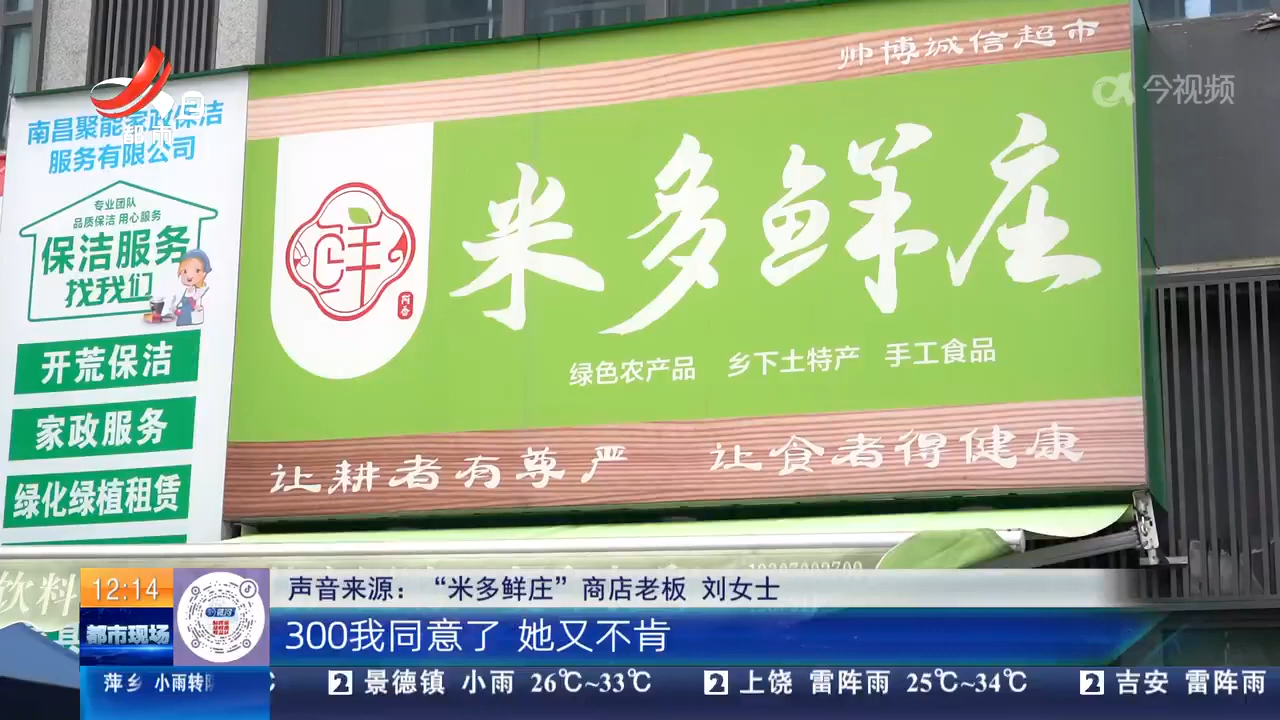 南昌聚能家政保洁
服务有限公司
都市
专业团队
品质保洁 用心服务
保洁服务
找我们
开荒保洁
家政服务
绿化绿植租赁
帅博诚信超市
今视频
鲜
米多鲜庄
绿色农产品 乡下土特产 手工食品
让耕者有尊严 让食者得健康
饮料
12:14
都市现场
声音来源：“米多鲜庄”商店老板 刘女士
300我同意了 她又不肯
萍乡 小雨转阵
2 景德镇 小雨 26℃~33℃
2 上饶 雷阵雨 25℃~34℃
2 吉安 雷阵雨